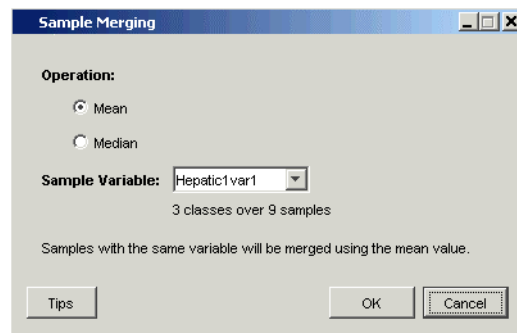 Sample Merging
Operation:
Mean
Median
Sample Variable: Hepatic1var1
3 classes over 9 samples
Samples with the same variable will be merged using the mean value.
Tips OK Cancel